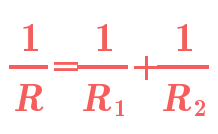 1/R = 1/R₁ + 1/R₂